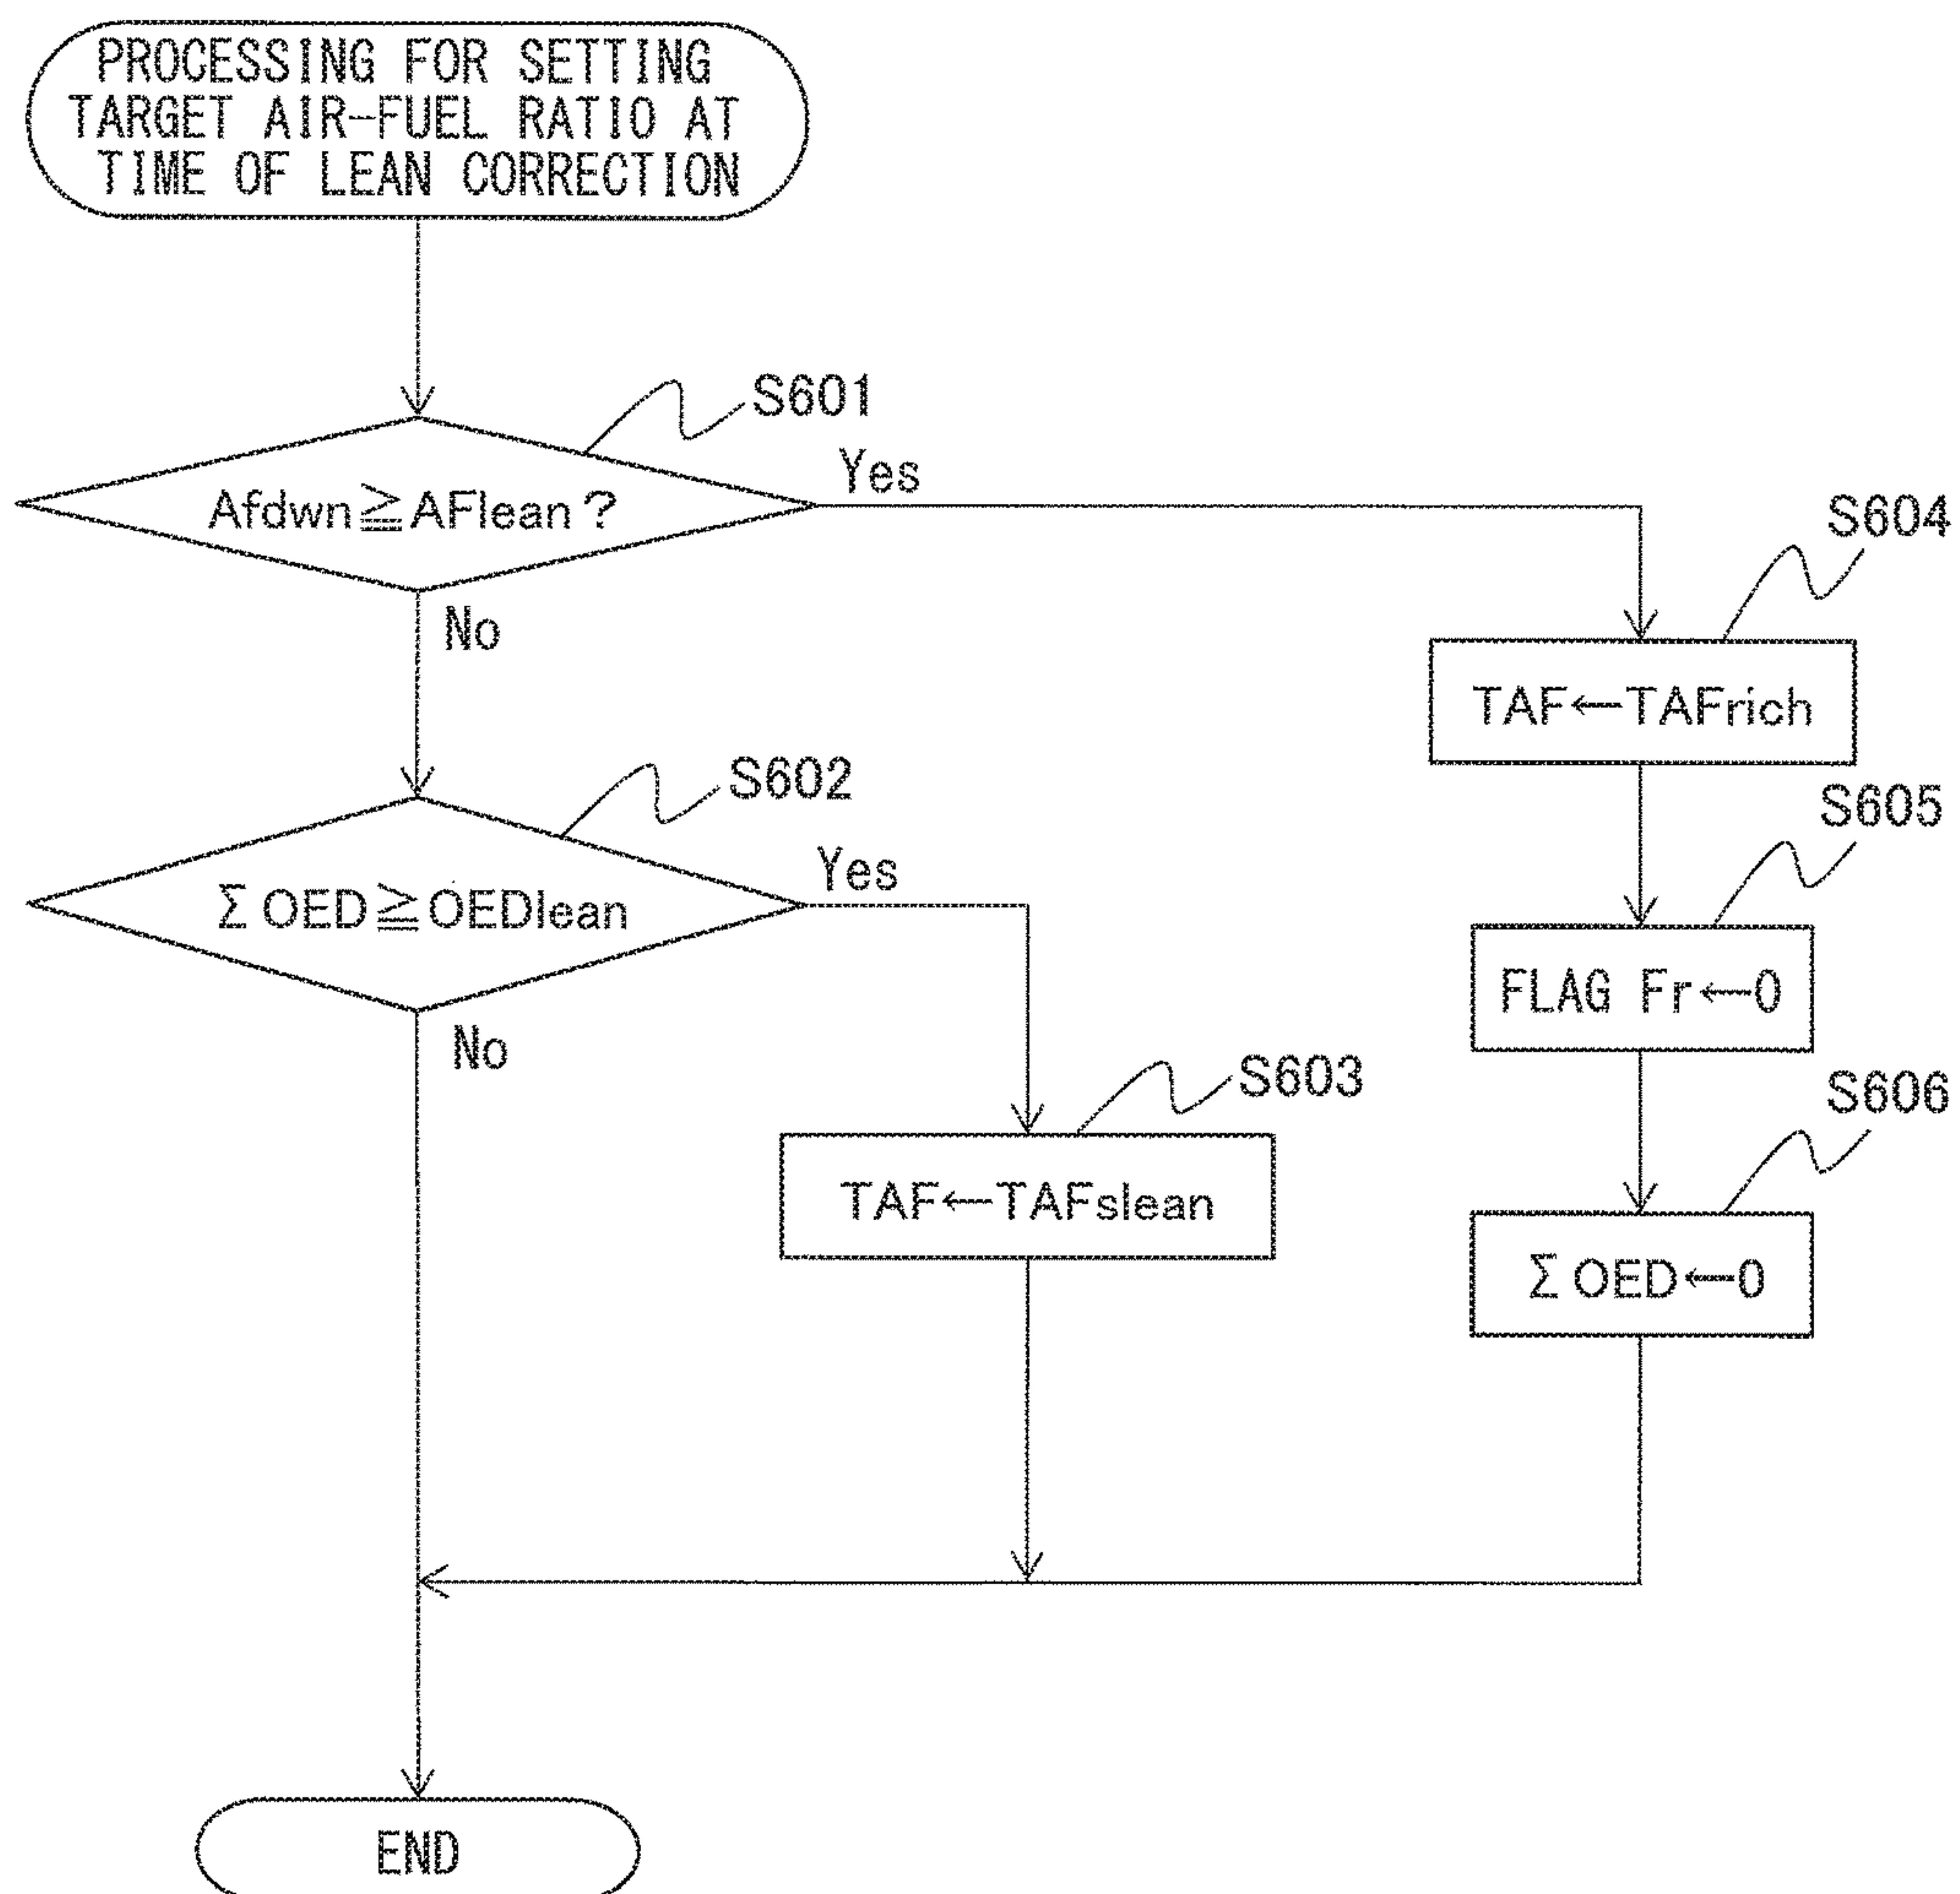 PROCESSING FOR SETTING
TARGET AIR-FUEL RATIO AT
TIME OF LEAN CORRECTION
S601
Afdwn≧AFlean?
Yes
No
S604
TAF←TAFrich
S602
ΣOED≧OEDlean
Yes
No
S605
FLAG Fr←0
S603
TAF←TAFslean
S606
ΣOED←0
END